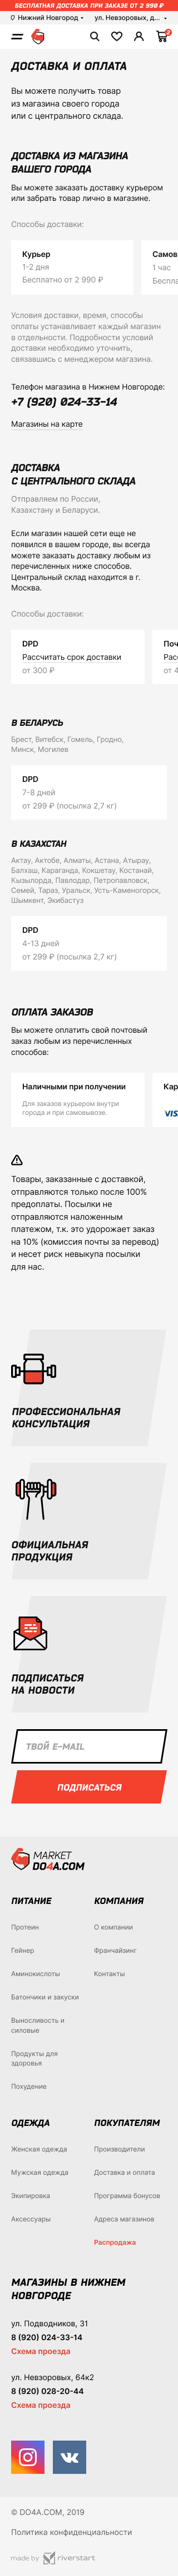 БЕСПЛАТНАЯ ДОСТАВКА ПРИ ЗАКАЗЕ ОТ 2 990 ₽
Нижний Новгород
ул. Невзоровых, д...
ДОСТАВКА И ОПЛАТА
Вы можете получить товар
из магазина своего города
или с центрального склада.
ДОСТАВКА ИЗ МАГАЗИНА
ВАШЕГО ГОРОДА
Вы можете заказать доставку курьером
или забрать товар лично в магазине.
Способы доставки:
Курьер
1-2 дня
Бесплатно от 2 990 ₽
Самов
1 час
Беспла
Условия доставки, время, способы
оплаты устанавливает каждый магазин
в отдельности. Подробности условий
доставки необходимо уточнить,
связавшись с менеджером магазина.
Телефон магазина в Нижнем Новгороде:
+7 (920) 024-33-14
Магазины на карте
ДОСТАВКА
С ЦЕНТРАЛЬНОГО СКЛАДА
Отправляем по России,
Казахстану и Беларуси.
Если магазин нашей сети еще не
появился в вашем городе, вы всегда
можете заказать доставку любым из
перечисленных ниже способов.
Центральный склад находится в г.
Москва.
Способы доставки:
DPD
Рассчитать срок доставки
от 300 ₽
Поч
Рас
от 4
В БЕЛАРУСЬ
Брест, Витебск, Гомель, Гродно,
Минск, Могилев
DPD
7-8 дней
от 299 ₽ (посылка 2,7 кг)
В КАЗАХСТАН
Актау, Актобе, Алматы, Астана, Атырау,
Балхаш, Караганда, Кокшетау, Костанай,
Кызылорда, Павлодар, Петропавловск,
Семей, Тараз, Уральск, Усть-Каменогорск,
Шымкент, Экибастуз
DPD
4-13 дней
от 299 ₽ (посылка 2,7 кг)
ОПЛАТА ЗАКАЗОВ
Вы можете оплатить свой почтовый
заказ любым из перечисленных
способов:
Наличными при получении
Для заказов курьером внутри
города и при самовывозе.
Кар
VIS
Товары, заказанные с доставкой,
отправляются только после 100%
предоплаты. Посылки не
отправляются наложенным
платежом, т.к. это удорожает заказ
на 10% (комиссия почты за перевод)
и несет риск невыкупа посылки
для нас.
ПРОФЕССИОНАЛЬНАЯ
КОНСУЛЬТАЦИЯ
ОФИЦИАЛЬНАЯ
ПРОДУКЦИЯ
ПОДПИСАТЬСЯ
НА НОВОСТИ
ТВОЙ E-MAIL
ПОДПИСАТЬСЯ
MARKET
DO4A.COM
ПИТАНИЕ
Протеин
Гейнер
Аминокислоты
Батончики и закуски
Выносливость и
силовые
Продукты для
здоровья
Похудение
КОМПАНИЯ
О компании
Франчайзинг
Контакты
ОДЕЖДА
Женская одежда
Мужская одежда
Экипировка
Аксессуары
ПОКУПАТЕЛЯМ
Производители
Доставка и оплата
Программа бонусов
Адреса магазинов
Распродажа
МАГАЗИНЫ В НИЖНЕМ
НОВГОРОДЕ
ул. Подводников, 31
8 (920) 024-33-14
Схема проезда
ул. Невзоровых, 64к2
8 (920) 028-20-44
Схема проезда
© DO4A.COM, 2019
Политика конфиденциальности
made by riverstart